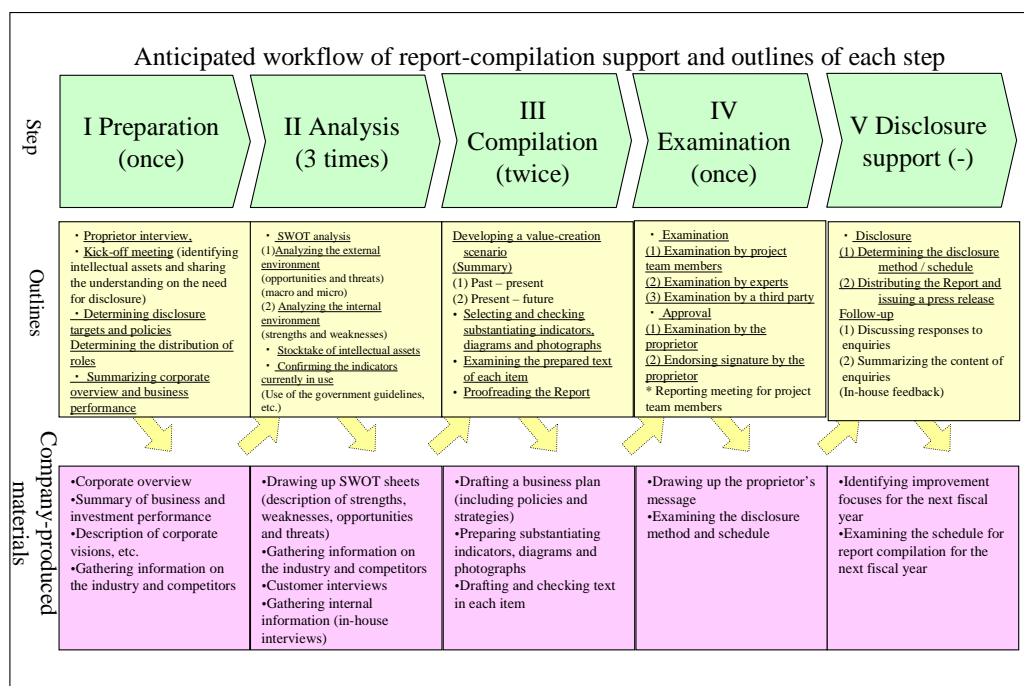 Anticipated workflow of report-compilation support and outlines of each step
Step
I Preparation
(once)
II Analysis
(3 times)
III
Compilation
(twice)
IV
Examination
(once)
V Disclosure
support (-)
Outlines
・Proprietor interview,
・Kick-off meeting (identifying
intellectual assets and sharing
the understanding on the need
for disclosure)
・Determining disclosure
targets and policies
Determining the distribution of
roles
・Summarizing corporate
overview and business
performance
・SWOT analysis
(1)Analyzing the external
environment
(opportunities and threats)
(macro and micro)
(2) Analyzing the internal
environment
(strengths and weaknesses)
・Stocktake of intellectual assets
・Confirming the indicators
currently in use
(Use of the government guidelines,
etc.)
Developing a value-creation
scenario
(Summary)
(1) Past – present
(2) Present – future
・Selecting and checking
substantiating indicators,
diagrams and photographs
・Examining the prepared text
of each item
・Proofreading the Report
・Examination
(1) Examination by project
team members
(2) Examination by experts
(3) Examination by a third party
・Approval
(1) Examination by the
proprietor
(2) Endorsing signature by the
proprietor
* Reporting meeting for project
team members
・Disclosure
(1) Determining the disclosure
method / schedule
(2) Distributing the Report and
issuing a press release
Follow-up
(1) Discussing responses to
enquiries
(2) Summarizing the content of
enquiries
(In-house feedback)
Company-produced
materials
•Corporate overview
•Summary of business and
investment performance
•Description of corporate
visions, etc.
•Gathering information on
the industry and competitors
•Drawing up SWOT sheets
(description of strengths,
weaknesses, opportunities
and threats)
•Gathering information on
the industry and competitors
•Customer interviews
•Gathering internal
information (in-house
interviews)
•Drafting a business plan
(including policies and
strategies)
•Preparing substantiating
indicators, diagrams and
photographs
•Drafting and checking text
in each item
•Drawing up the proprietor's
message
•Examining the disclosure
method and schedule
•Identifying improvement
focuses for the next fiscal
year
•Examining the schedule for
report compilation for the
next fiscal year